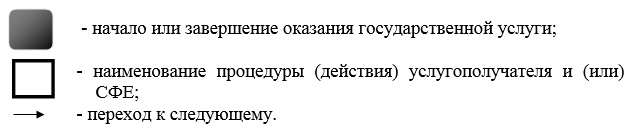 - начало или завершение оказания государственной услуги;
- наименование процедуры (действия) услугополучателя и (или)
СФЕ;
- переход к следующему.